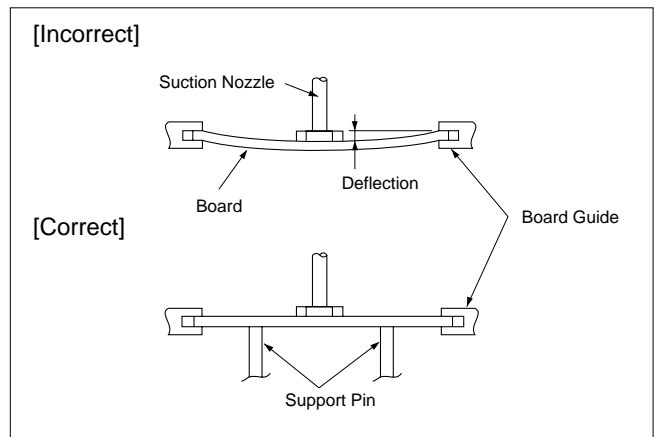 [Incorrect]
Suction Nozzle
Deflection
Board
Board Guide
[Correct]
Support Pin